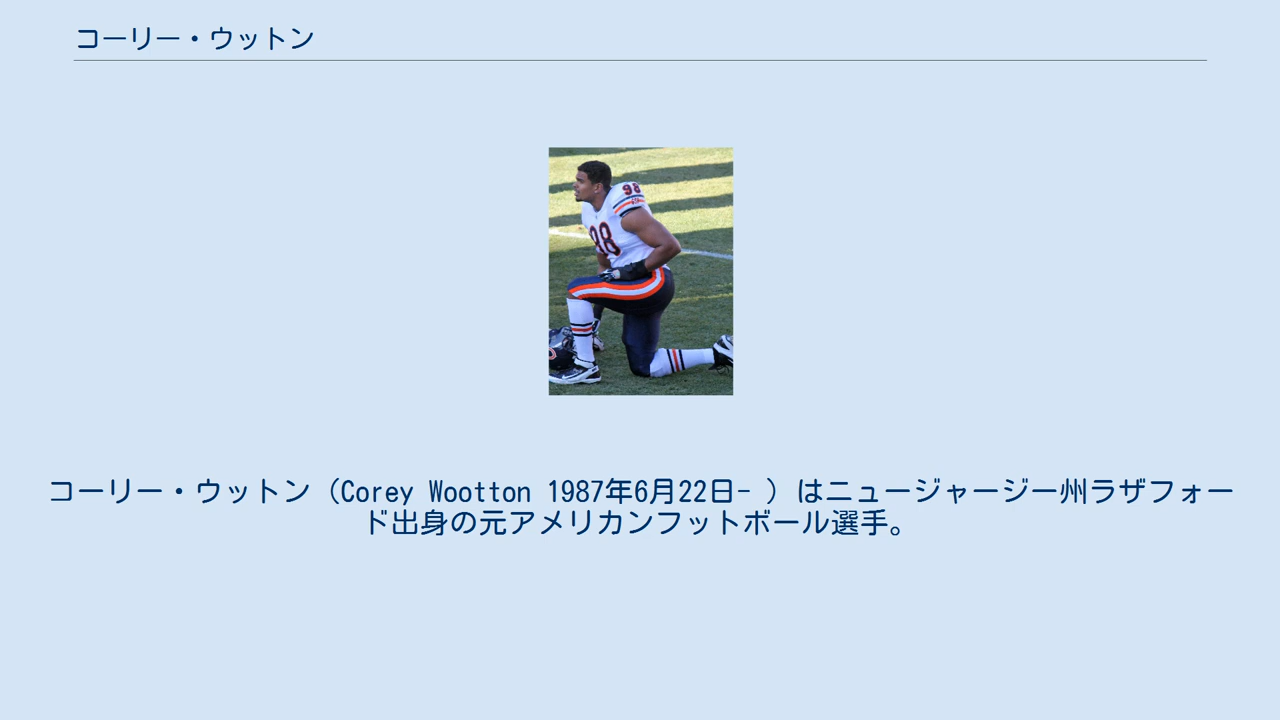 コーリー・ウットン
98
98
コーリー・ウットン（Corey Wootton 1987年6月22日- ）はニュージャージー州ラザフォー
ド出身の元アメリカンフットボール選手。